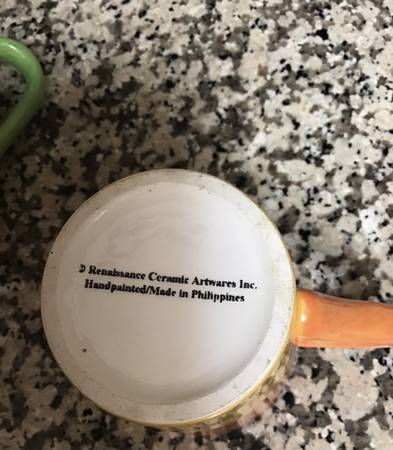 © Renaissance Ceramic Artwares Inc.
Handpainted/Made in Philippines